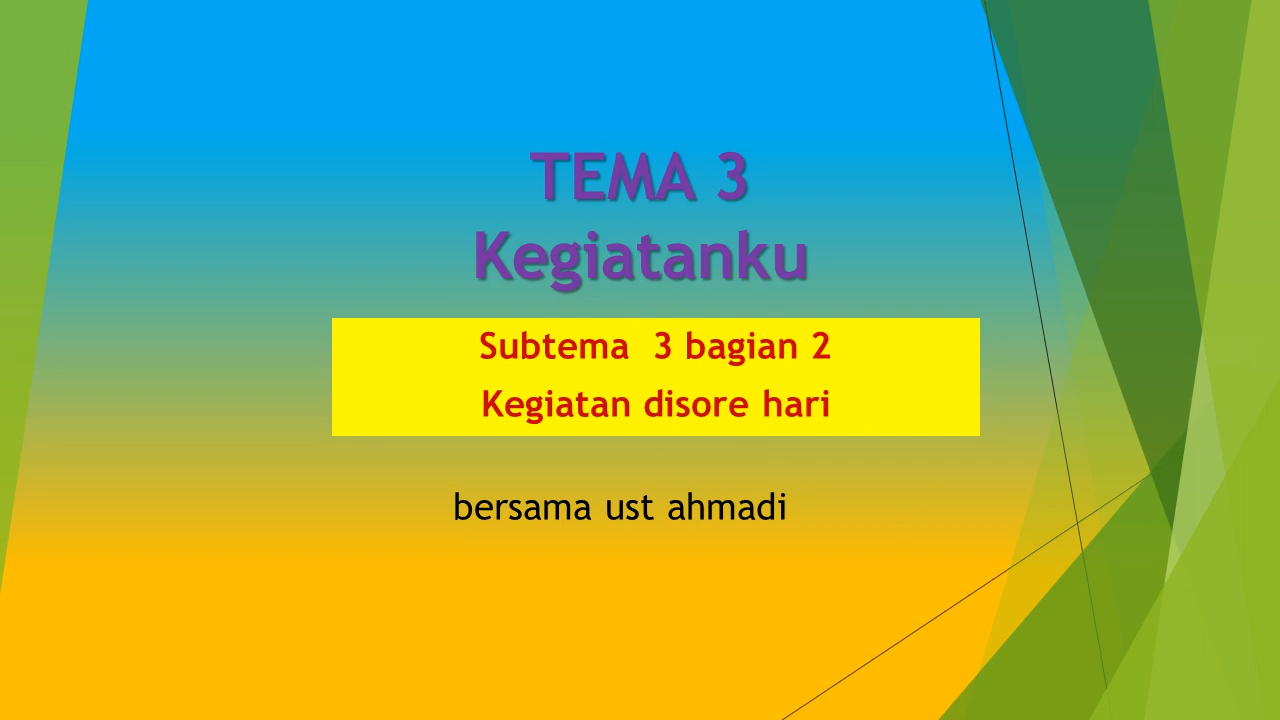 TEMA 3
Kegiatanku
Subtema 3 bagian 2
Kegiatan disore hari
bersama ust ahmadi